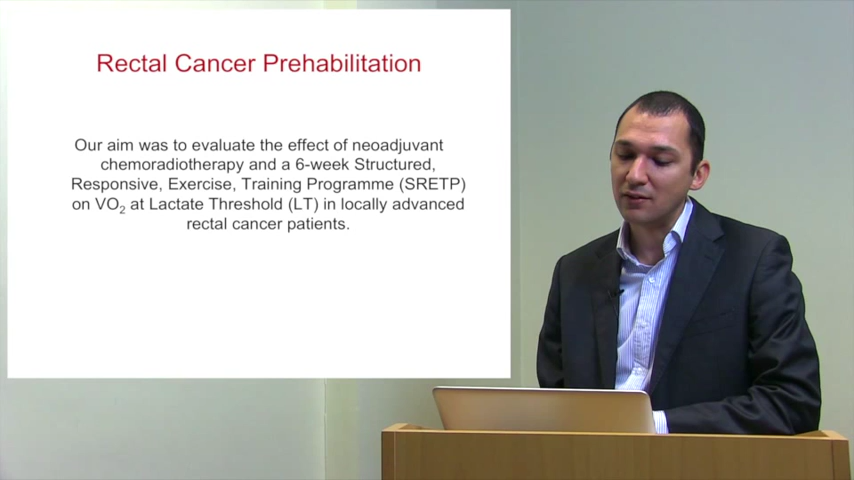 Rectal Cancer Prehabilitation
Our aim was to evaluate the effect of neoadjuvant
chemoradiotherapy and a 6-week Structured,
Responsive, Exercise, Training Programme (SRETP)
on VO₂ at Lactate Threshold (LT) in locally advanced
rectal cancer patients.